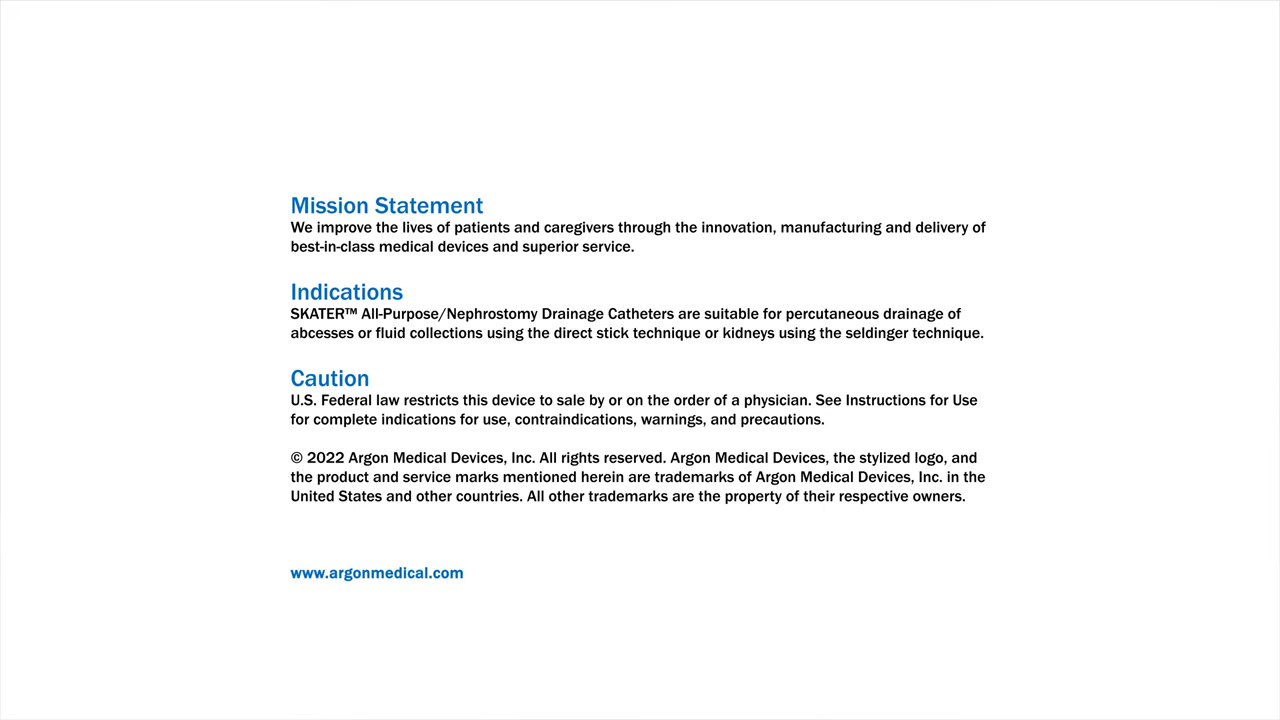 Mission Statement
We improve the lives of patients and caregivers through the innovation, manufacturing and delivery of
best-in-class medical devices and superior service.
Indications
SKATER™ All-Purpose/Nephrostomy Drainage Catheters are suitable for percutaneous drainage of
abcesses or fluid collections using the direct stick technique or kidneys using the seldinger technique.
Caution
U.S. Federal law restricts this device to sale by or on the order of a physician. See Instructions for Use
for complete indications for use, contraindications, warnings, and precautions.
© 2022 Argon Medical Devices, Inc. All rights reserved. Argon Medical Devices, the stylized logo, and
the product and service marks mentioned herein are trademarks of Argon Medical Devices, Inc. in the
United States and other countries. All other trademarks are the property of their respective owners.
www.argonmedical.com